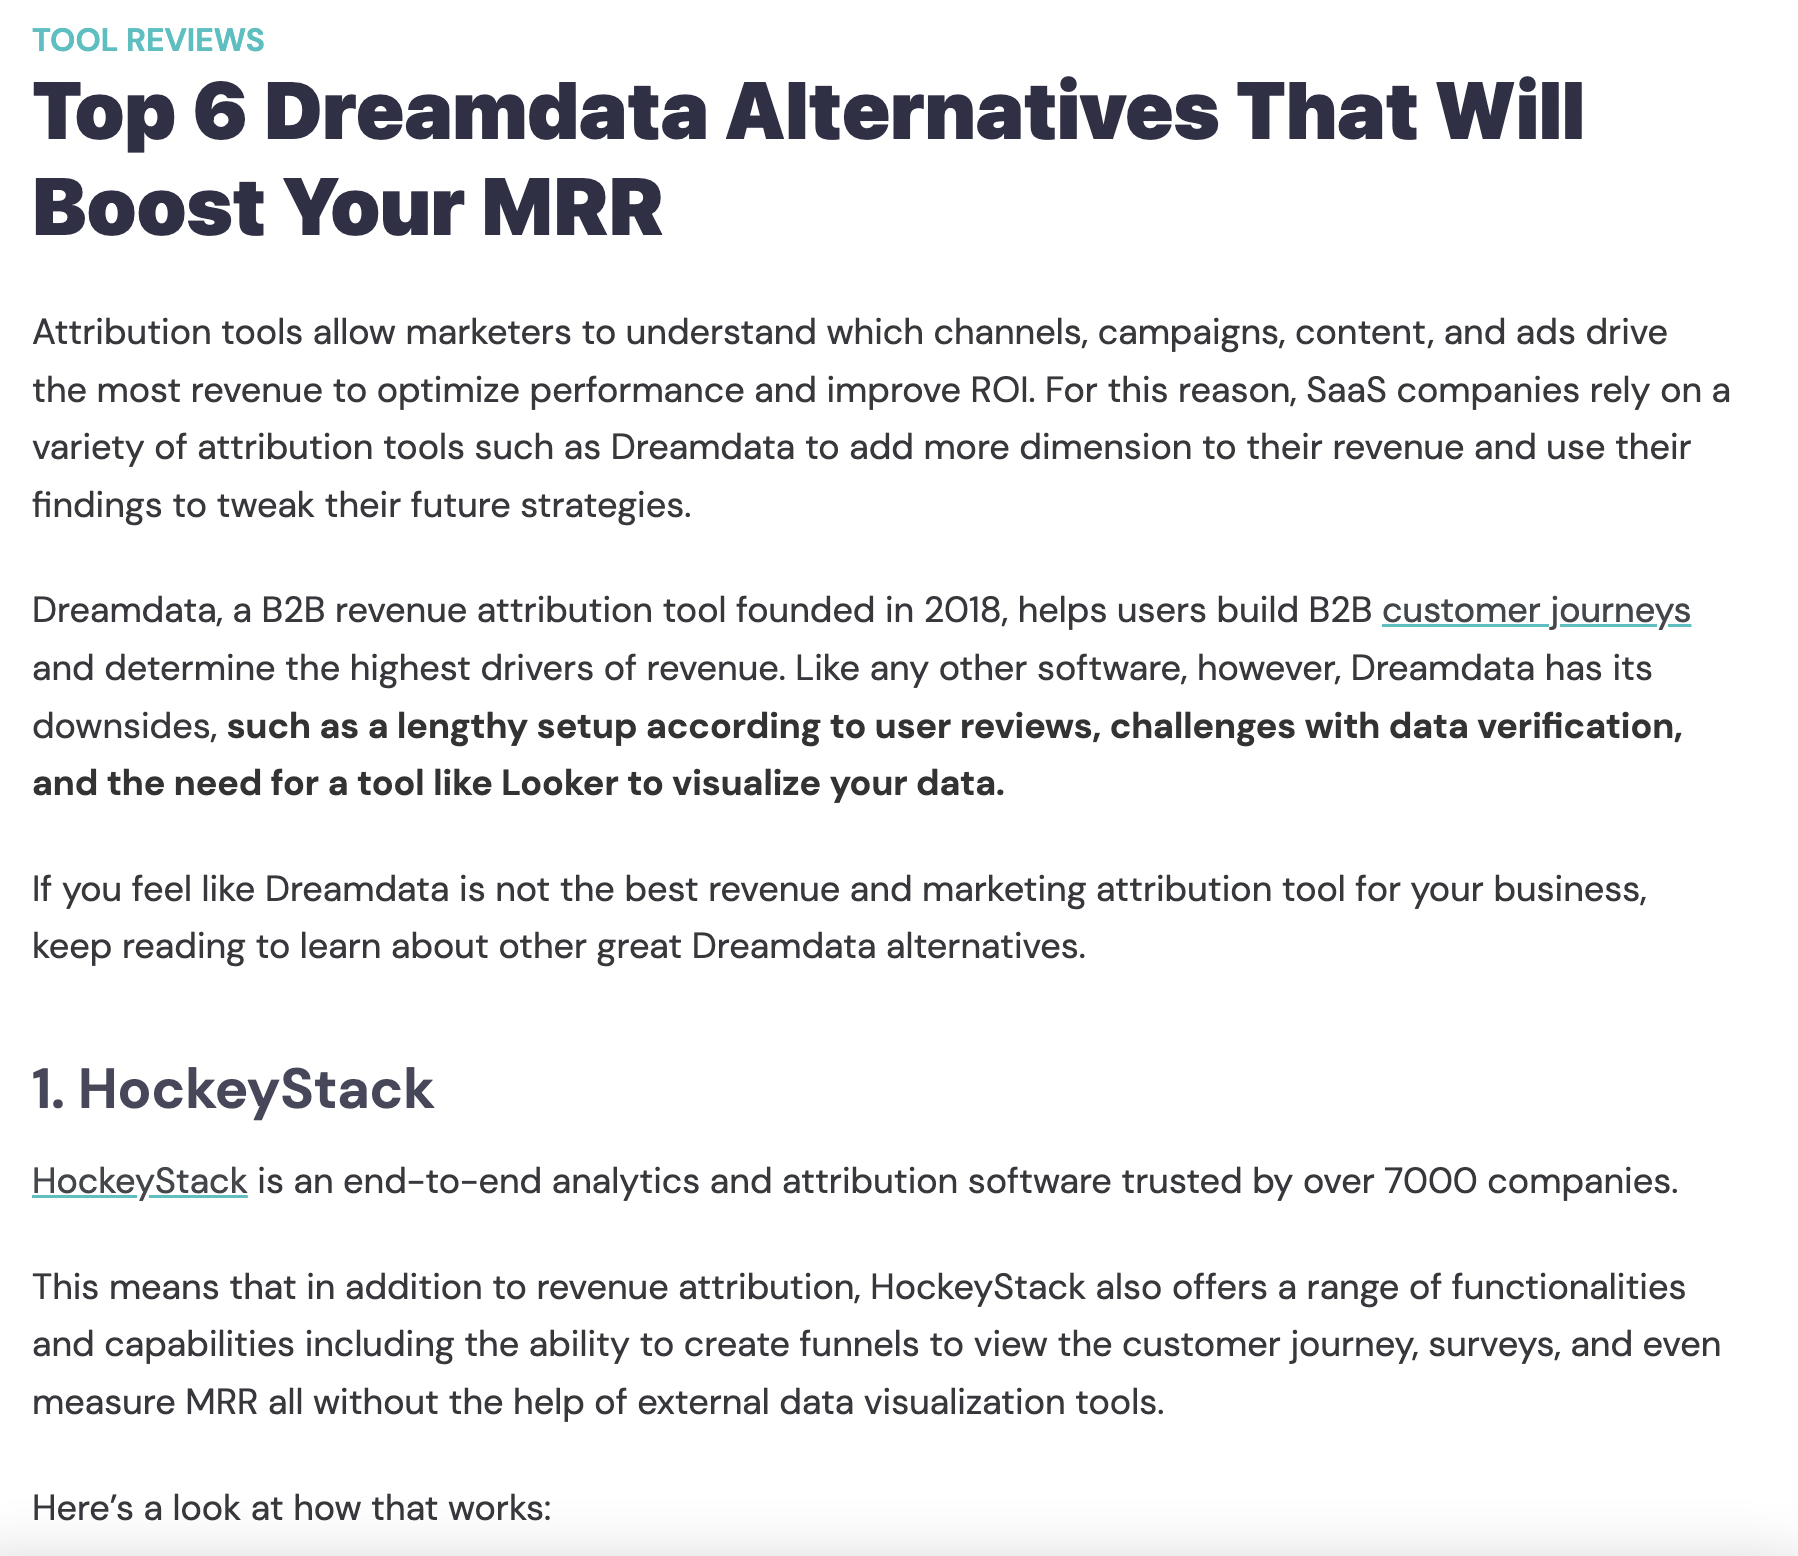 TOOL REVIEWS
Top 6 Dreamdata Alternatives That Will
Boost Your MRR
Attribution tools allow marketers to understand which channels, campaigns, content, and ads drive
the most revenue to optimize performance and improve ROI. For this reason, SaaS companies rely on a
variety of attribution tools such as Dreamdata to add more dimension to their revenue and use their
findings to tweak their future strategies.
Dreamdata, a B2B revenue attribution tool founded in 2018, helps users build B2B customer journeys
and determine the highest drivers of revenue. Like any other software, however, Dreamdata has its
downsides, such as a lengthy setup according to user reviews, challenges with data verification,
and the need for a tool like Looker to visualize your data.
If you feel like Dreamdata is not the best revenue and marketing attribution tool for your business,
keep reading to learn about other great Dreamdata alternatives.
1. HockeyStack
HockeyStack is an end-to-end analytics and attribution software trusted by over 7000 companies.
This means that in addition to revenue attribution, HockeyStack also offers a range of functionalities
and capabilities including the ability to create funnels to view the customer journey, surveys, and even
measure MRR all without the help of external data visualization tools.
Here’s a look at how that works: